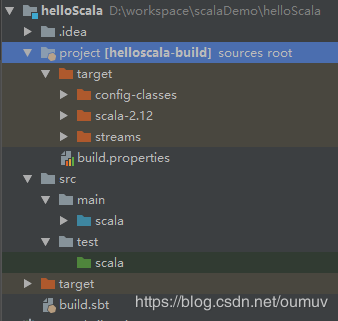 helloScala D:\workspace\scalaDemo\helloScala
.idea
project [helloscala-build] sources root
target
config-classes
scala-2.12
streams
build.properties
src
main
scala
test
scala
target
build.sbt
https://blog.csdn.net/oumuv